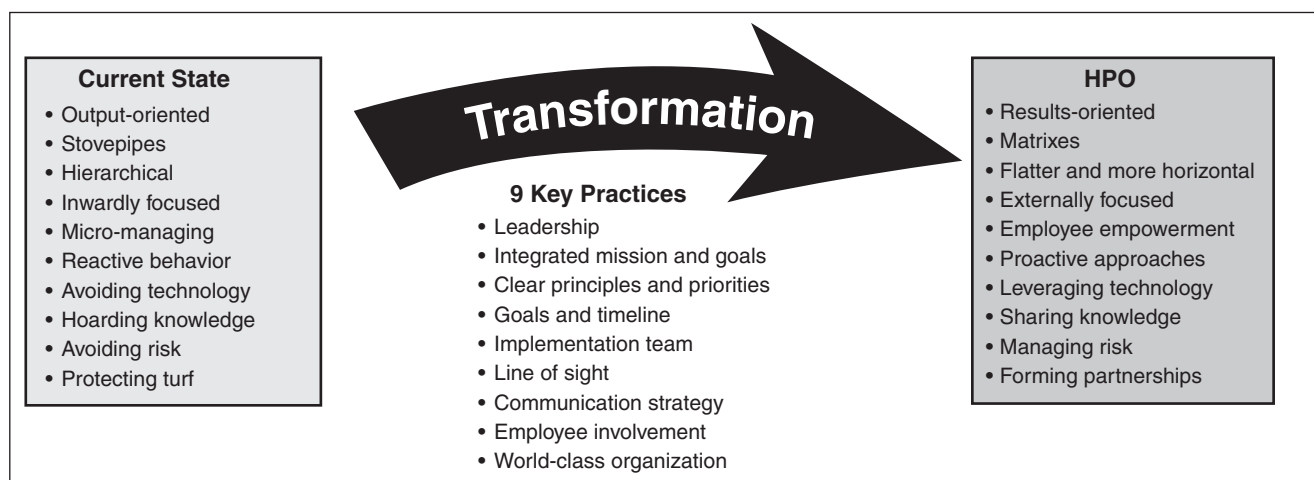 Current State
• Output-oriented
• Stovepipes
• Hierarchical
• Inwardly focused
• Micro-managing
• Reactive behavior
• Avoiding technology
• Hoarding knowledge
• Avoiding risk
• Protecting turf
Transformation
9 Key Practices
• Leadership
• Integrated mission and goals
• Clear principles and priorities
• Goals and timeline
• Implementation team
• Line of sight
• Communication strategy
• Employee involvement
• World-class organization
HPO
• Results-oriented
• Matrixes
• Flatter and more horizontal
• Externally focused
• Employee empowerment
• Proactive approaches
• Leveraging technology
• Sharing knowledge
• Managing risk
• Forming partnerships